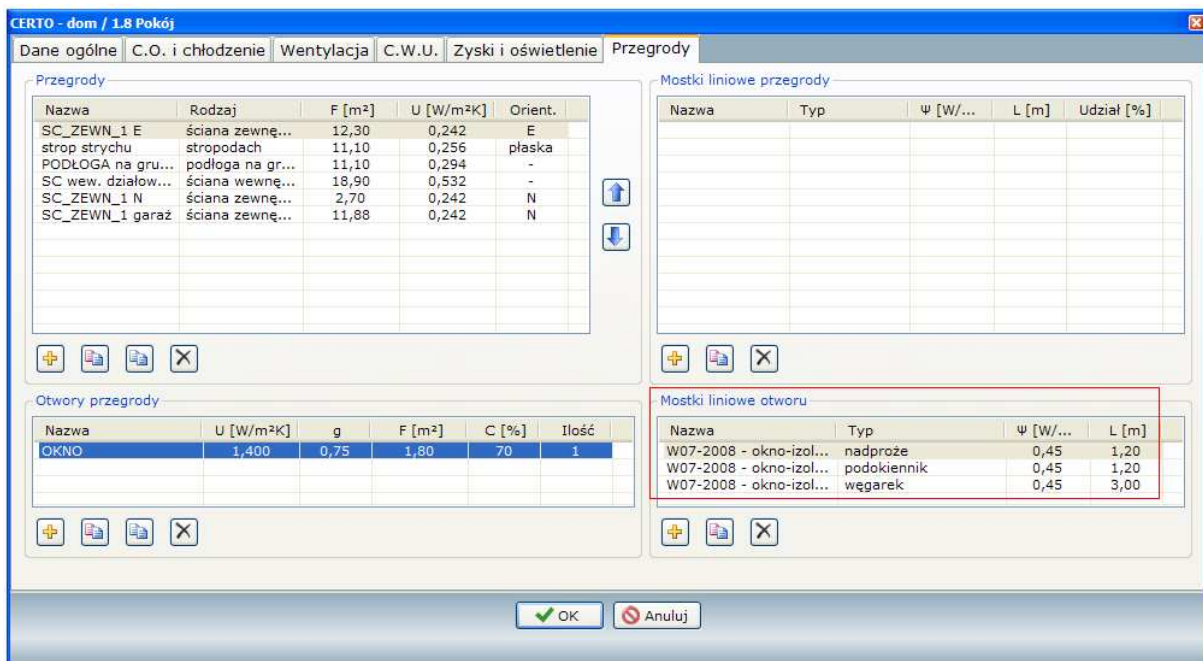 CERTO - dom / 1.8 Pokój
Dane ogólne C.O. i chłodzenie Wentylacja C.W.U. Zyski i oświetlenie Przegrody
Przegrody
Nazwa Rodzaj F [m²] U [W/m²K] Orient.
SC_ZEWN_1 E ściana zewnę... 12,30 0,242 E
strop strychu stropodach 11,10 0,256 płaska
PODŁOGA na gru... podłoga na gr... 11,10 0,294 -
SC wew. działow... ściana wewnę... 18,90 0,532 -
SC_ZEWN_1 N ściana zewnę... 2,70 0,242 N
SC_ZEWN_1 garaż ściana zewnę... 11,88 0,242 N
Mostki liniowe przegrody
Nazwa Typ Ψ [W/... L [m] Udział [%]
Otwory przegrody
Nazwa U [W/m²K] g F [m²] C [%] Ilość
OKNO 1,400 0,75 1,80 70 1
Mostki liniowe otworu
Nazwa Typ Ψ [W/... L [m]
W07-2008 - okno-izol... nadproże 0,45 1,20
W07-2008 - okno-izol... podokiennik 0,45 1,20
W07-2008 - okno-izol... węgarek 0,45 3,00
OK Anuluj